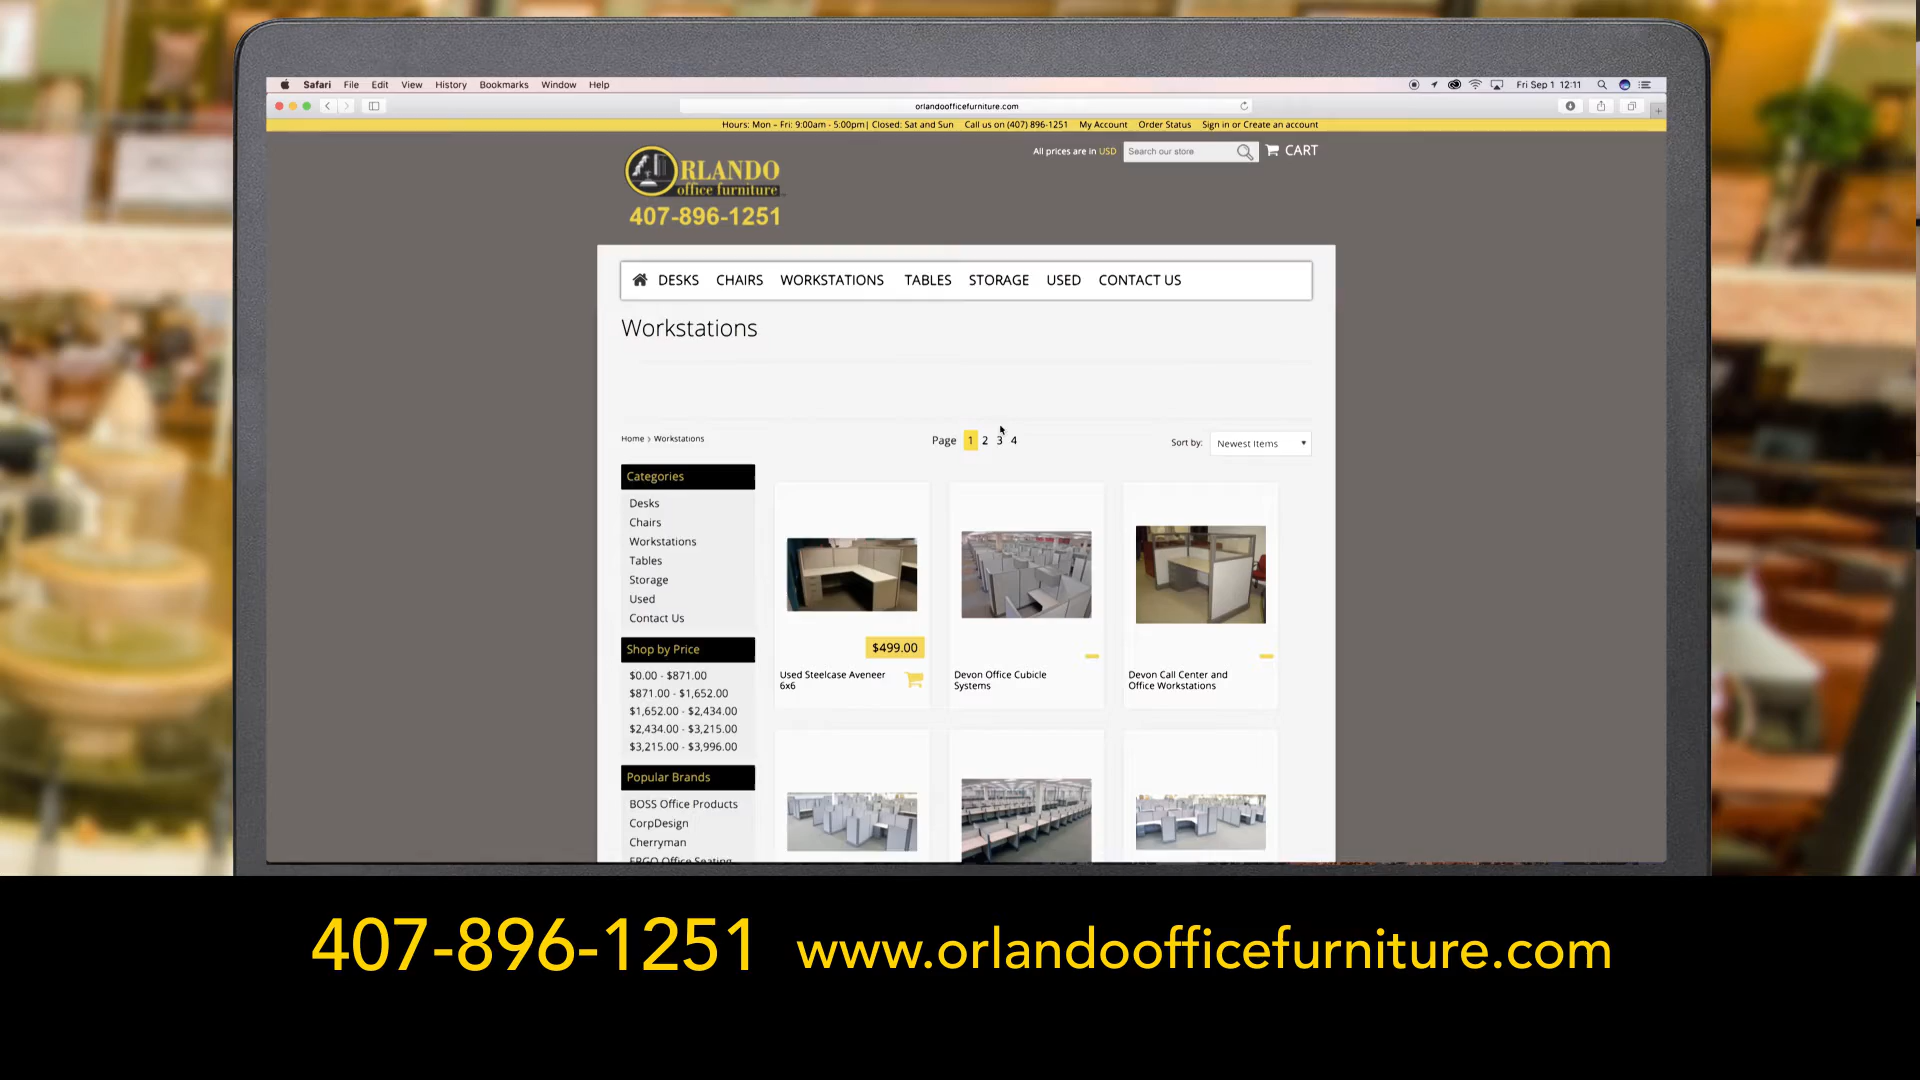 Safari File Edit View History Bookmarks Window Help
Fri Sep 1 12:11
orlandoofficefurniture.com
Hours: Mon – Fri: 9:00am - 5:00pm| Closed: Sat and Sun Call us on (407) 896-1251 My Account Order Status Sign in or Create an account
All prices are in USD Search our store CART
ORLANDO
office furniture
407-896-1251
DESKS CHAIRS WORKSTATIONS TABLES STORAGE USED CONTACT US
Workstations
Home › Workstations
Page 1 2 3 4
Sort by: Newest Items
Categories
Desks
Chairs
Workstations
Tables
Storage
Used
Contact Us
Shop by Price
$0.00 - $871.00
$871.00 - $1,652.00
$1,652.00 - $2,434.00
$2,434.00 - $3,215.00
$3,215.00 - $3,996.00
Popular Brands
BOSS Office Products
CorpDesign
Cherryman
ERGO Office Seating
$499.00
Used Steelcase Aveneer
6x6
Devon Office Cubicle
Systems
Devon Call Center and
Office Workstations
407-896-1251 www.orlandoofficefurniture.com